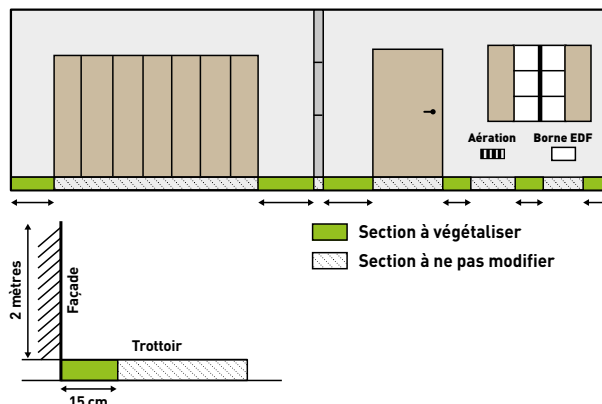 Aération
Borne EDF
Section à végétaliser
Section à ne pas modifier
2 mètres
Façade
Trottoir
15 cm